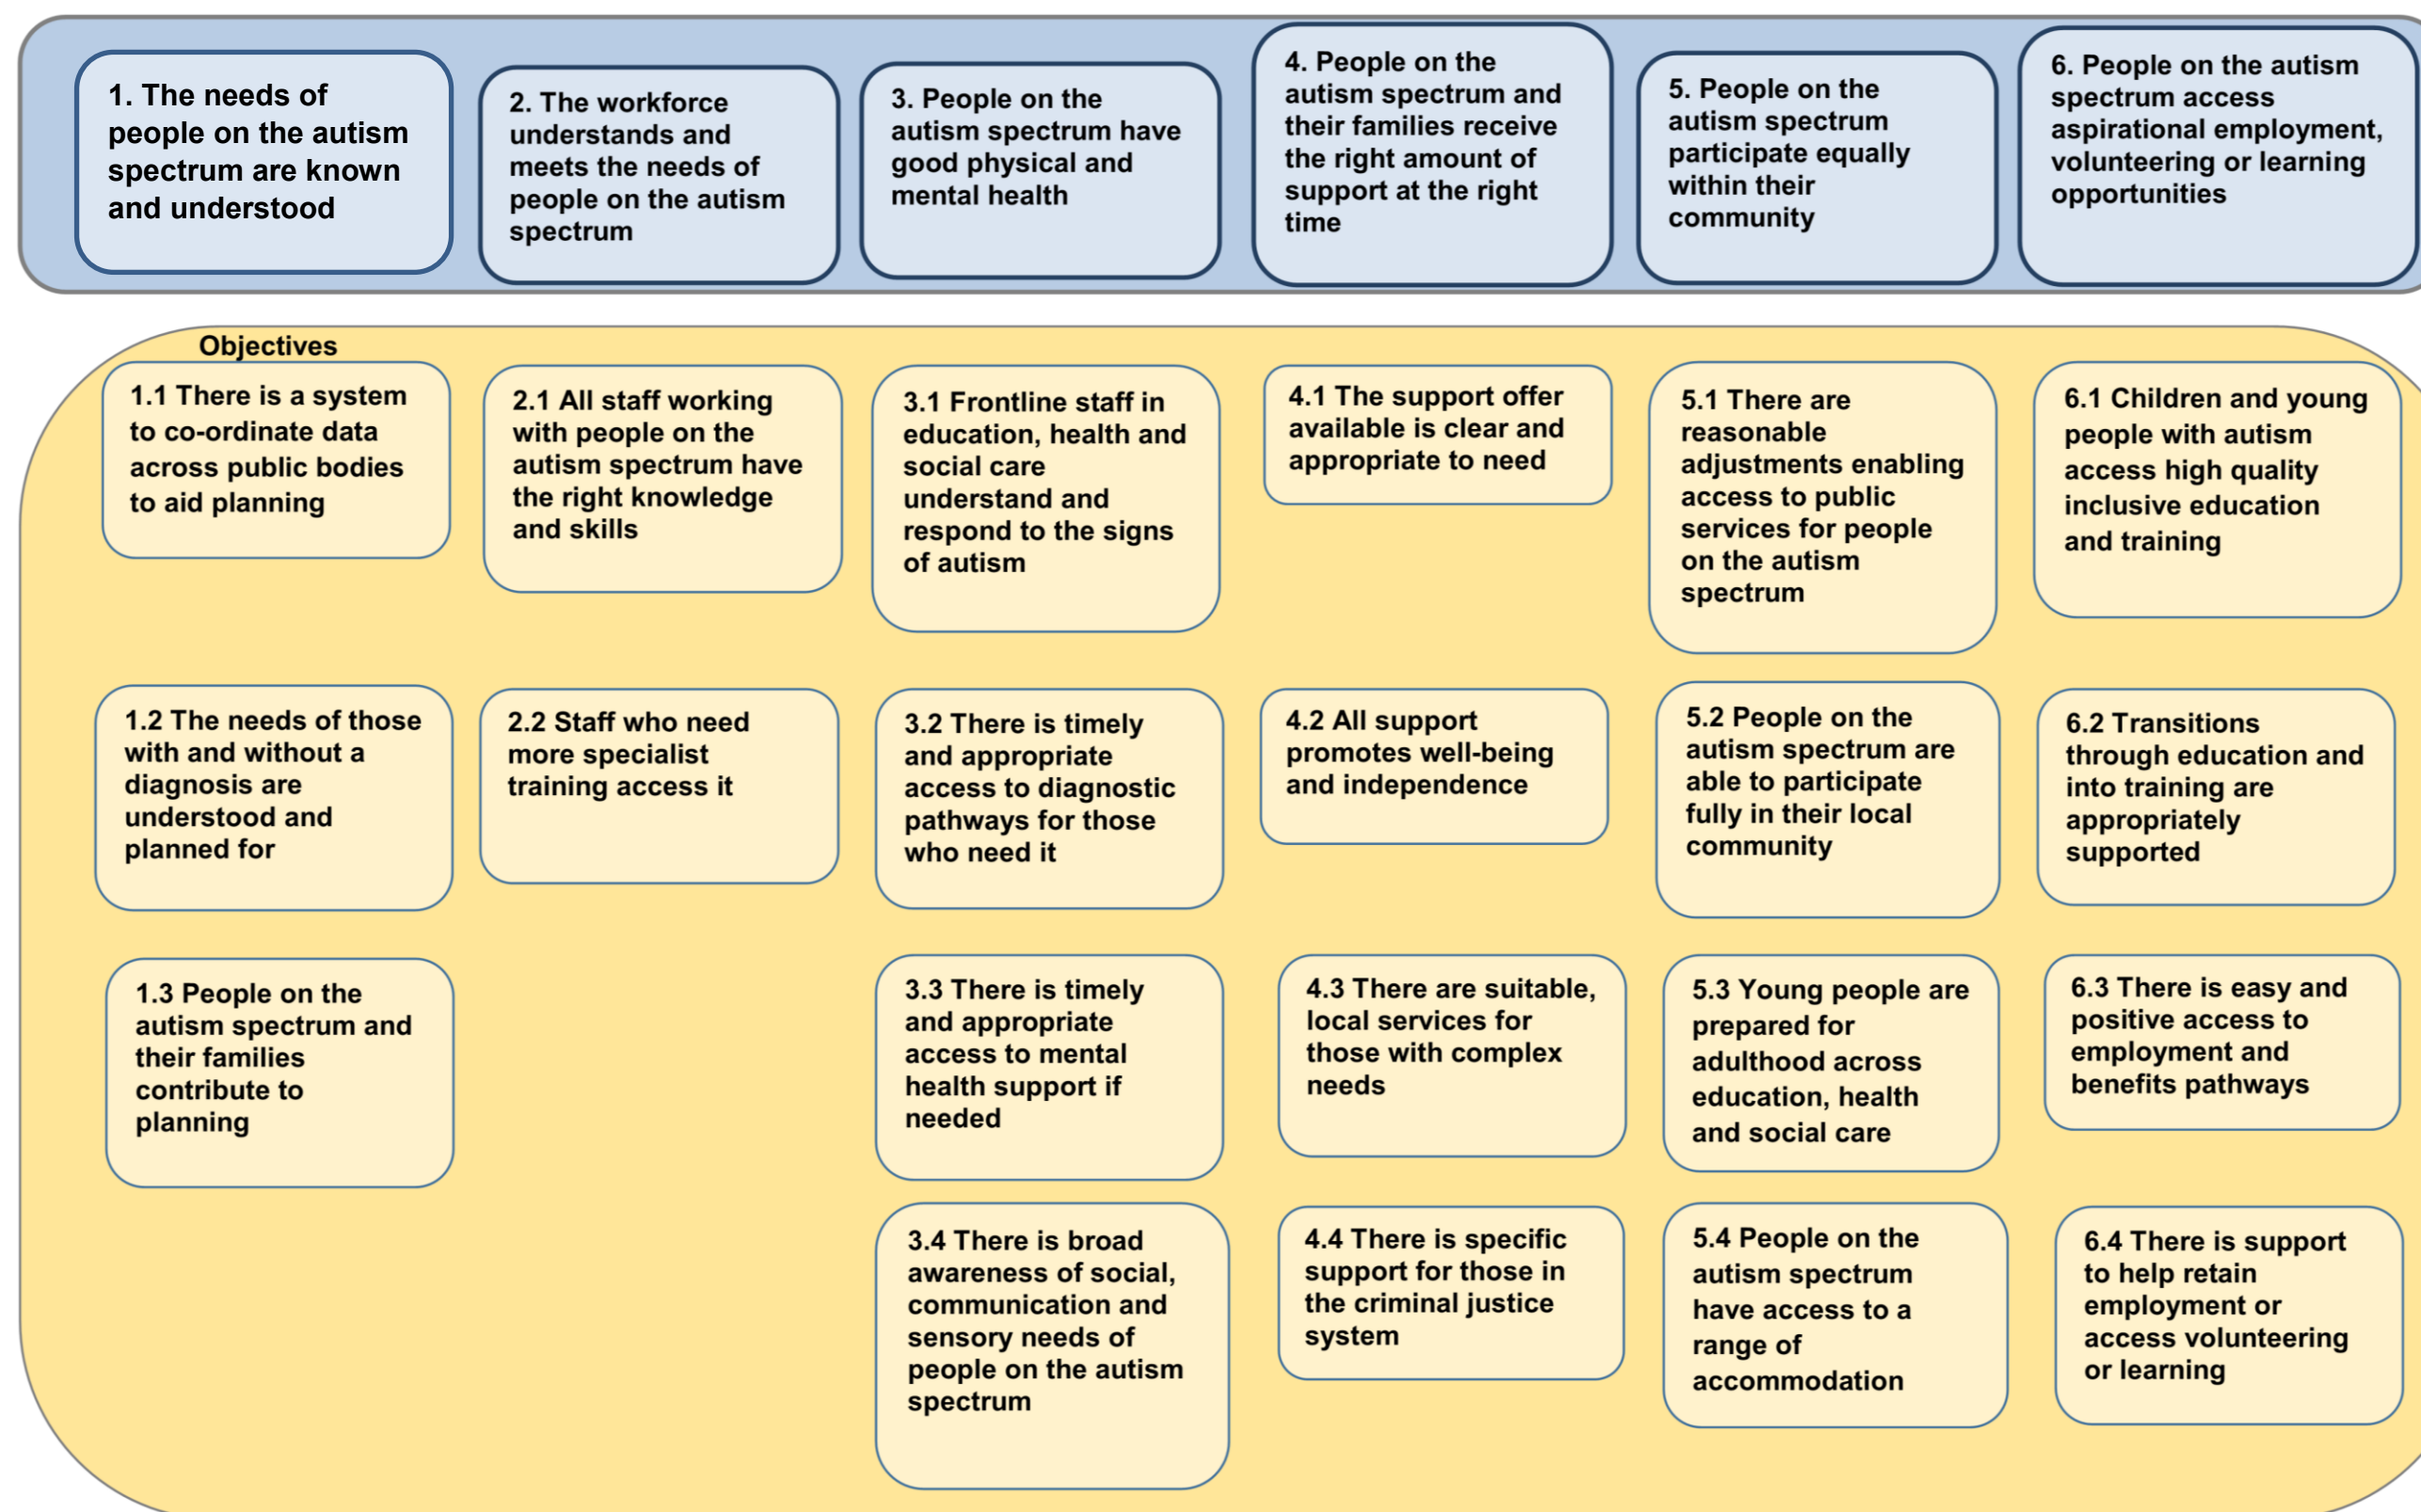 1. The needs of
people on the autism
spectrum are known
and understood
2. The workforce
understands and
meets the needs of
people on the autism
spectrum
3. People on the
autism spectrum have
good physical and
mental health
4. People on the
autism spectrum and
their families receive
the right amount of
support at the right
time
5. People on the
autism spectrum
participate equally
within their
community
6. People on the autism
spectrum access
aspirational employment,
volunteering or learning
opportunities
Objectives
1.1 There is a system
to co-ordinate data
across public bodies
to aid planning
2.1 All staff working
with people on the
autism spectrum have
the right knowledge
and skills
3.1 Frontline staff in
education, health and
social care
understand and
respond to the signs
of autism
4.1 The support offer
available is clear and
appropriate to need
5.1 There are
reasonable
adjustments enabling
access to public
services for people
on the autism
spectrum
6.1 Children and young
people with autism
access high quality
inclusive education
and training
1.2 The needs of those
with and without a
diagnosis are
understood and
planned for
2.2 Staff who need
more specialist
training access it
3.2 There is timely
and appropriate
access to diagnostic
pathways for those
who need it
4.2 All support
promotes well-being
and independence
5.2 People on the
autism spectrum are
able to participate
fully in their local
community
6.2 Transitions
through education and
into training are
appropriately
supported
1.3 People on the
autism spectrum and
their families
contribute to
planning
3.3 There is timely
and appropriate
access to mental
health support if
needed
4.3 There are suitable,
local services for
those with complex
needs
5.3 Young people are
prepared for
adulthood across
education, health
and social care
6.3 There is easy and
positive access to
employment and
benefits pathways
3.4 There is broad
awareness of social,
communication and
sensory needs of
people on the autism
spectrum
4.4 There is specific
support for those in
the criminal justice
system
5.4 People on the
autism spectrum
have access to a
range of
accommodation
6.4 There is support
to help retain
employment or
access volunteering
or learning